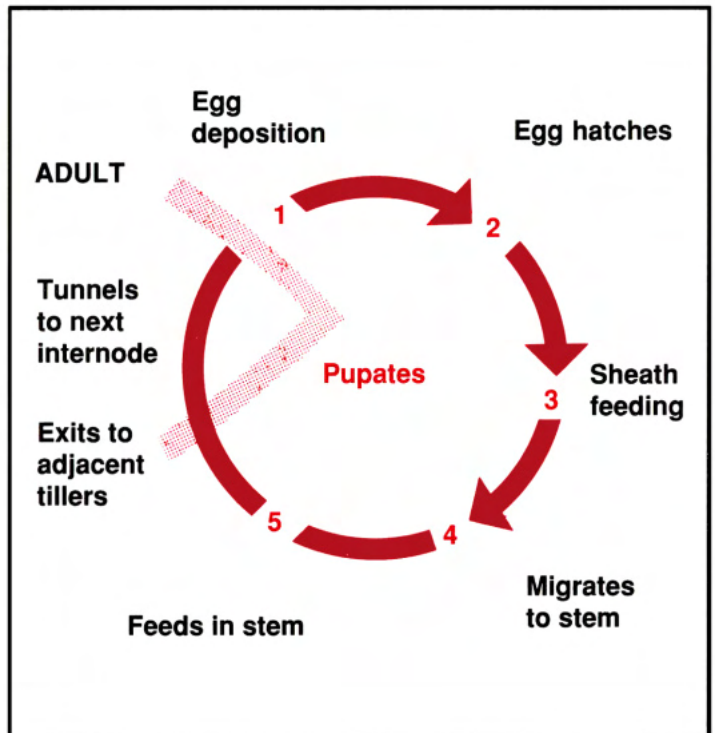 Egg
deposition
Egg hatches
ADULT
1
2
Tunnels
to next
internode
Pupates
Sheath
feeding
3
Exits to
adjacent
tillers
5
4
Migrates
to stem
Feeds in stem